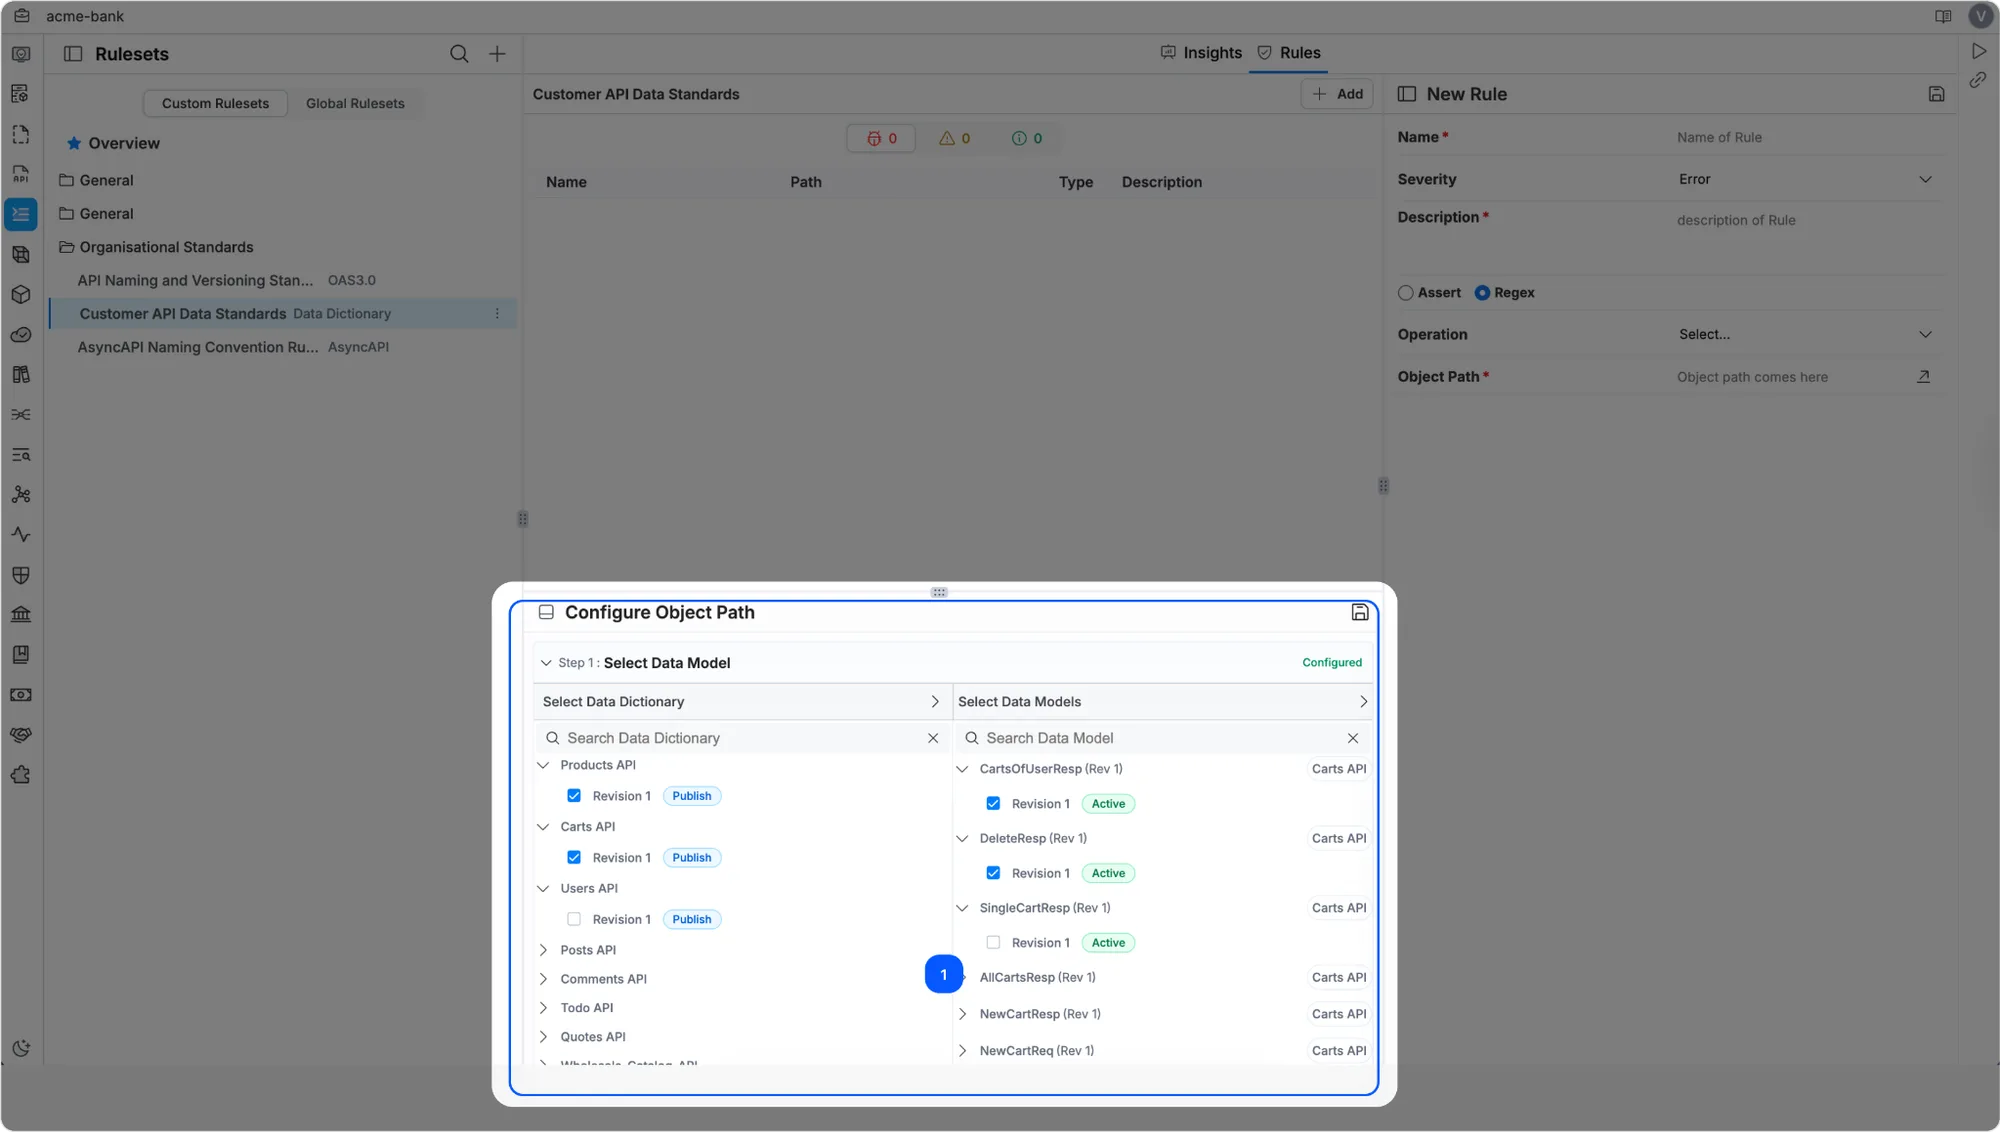 acme-bank
V
Rulesets
Insights
Rules
Custom Rulesets
Global Rulesets
Overview
General
General
Organisational Standards
API Naming and Versioning Stan... OAS3.0
Customer API Data Standards Data Dictionary
AsyncAPI Naming Convention Ru... AsyncAPI
API
Customer API Data Standards
Add
0
0
0
Name Path Type Description
New Rule
Name* Name of Rule
Severity Error
Description* description of Rule
Assert Regex
Operation Select...
Object Path* Object path comes here
Configure Object Path
Step 1 : Select Data Model Configured
Select Data Dictionary
Search Data Dictionary
Products API
Revision 1 Publish
Carts API
Revision 1 Publish
Users API
Revision 1 Publish
Posts API
Comments API
Todo API
Quotes API
Wholesale Catalog API
Select Data Models
Search Data Model
CartsOfUserResp (Rev 1) Carts API
Revision 1 Active
DeleteResp (Rev 1) Carts API
Revision 1 Active
SingleCartResp (Rev 1) Carts API
Revision 1 Active
1
AllCartsResp (Rev 1) Carts API
NewCartResp (Rev 1) Carts API
NewCartReq (Rev 1) Carts API